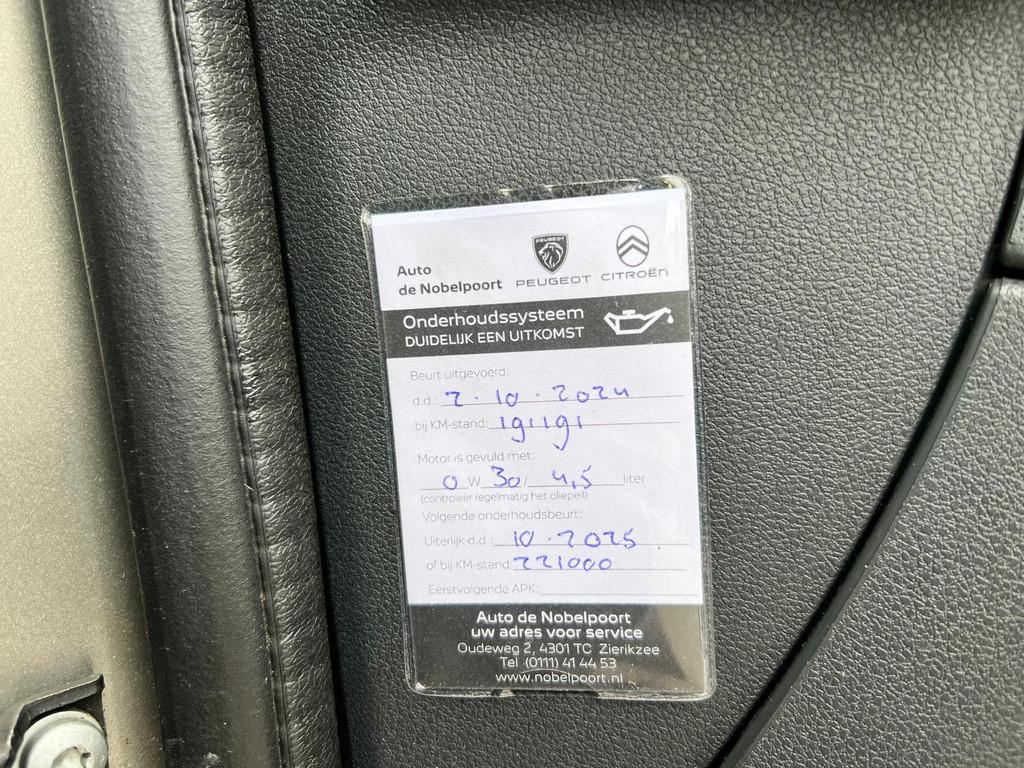 Auto
de Nobelpoort
PEUGEOT
PEUGEOT
CITROËN
Onderhoudssysteem
DUIDELIJK EEN UITKOMST
Beurt uitgevoerd:
d.d.: 2.10.2024
bij KM-stand: 191191
Motor is gevuld met:
0 W 30 / 4,5 liter
(controleer regelmatig het oliepeil)
Volgende onderhoudsbeurt:
Uiterlijk d.d.: 10.2025
of bij KM-stand: 221000
Eerstvolgende APK:
Auto de Nobelpoort
uw adres voor service
Oudeweg 2, 4301 TC Zierikzee
Tel (0111) 41 44 53
www.nobelpoort.nl